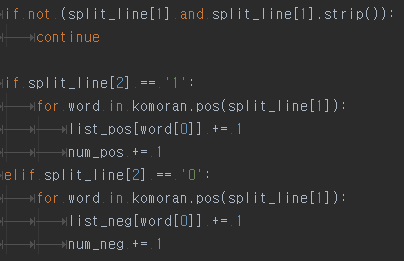 if not (split_line[1] and split_line[1].strip()):
    continue

if split_line[2] == '1':
    for word in komoran.pos(split_line[1]):
        list_pos[word[0]] += 1
        num_pos += 1
elif split_line[2] == '0':
    for word in komoran.pos(split_line[1]):
        list_neg[word[0]] += 1
        num_neg += 1